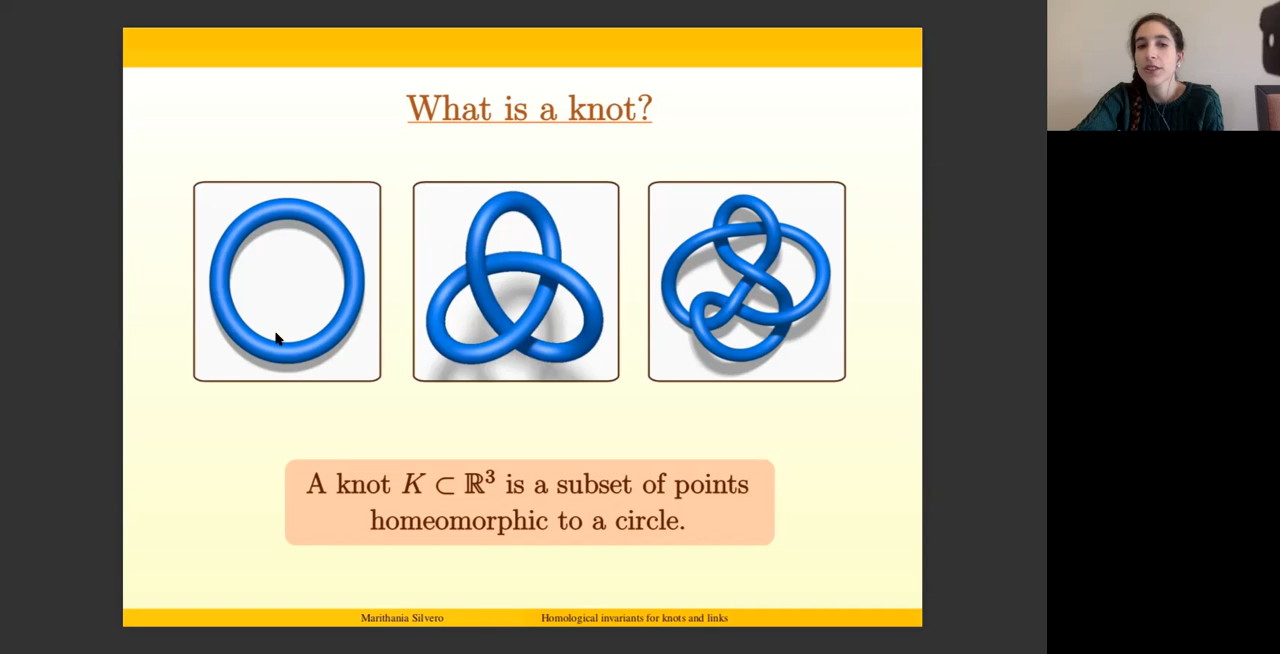 What is a knot?
A knot K ⊂ ℝ³ is a subset of points
homeomorphic to a circle.
Marithania Silvero Homological invariants for knots and links